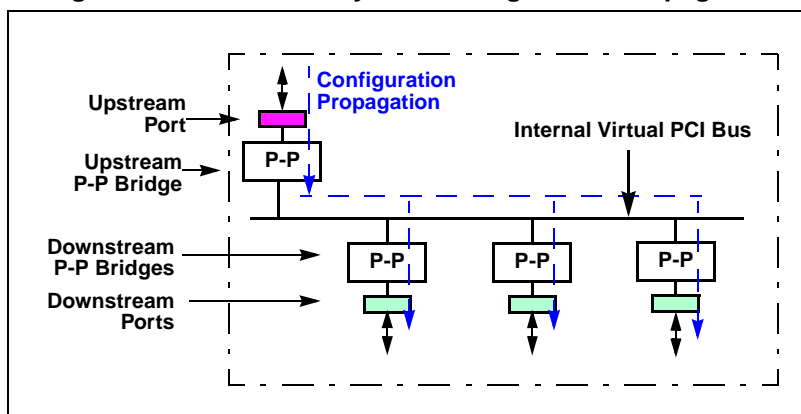 Configuration
Propagation
Upstream
Port
Internal Virtual PCI Bus
Upstream
P-P Bridge
P-P
Downstream
P-P Bridges
P-P
P-P
P-P
Downstream
Ports